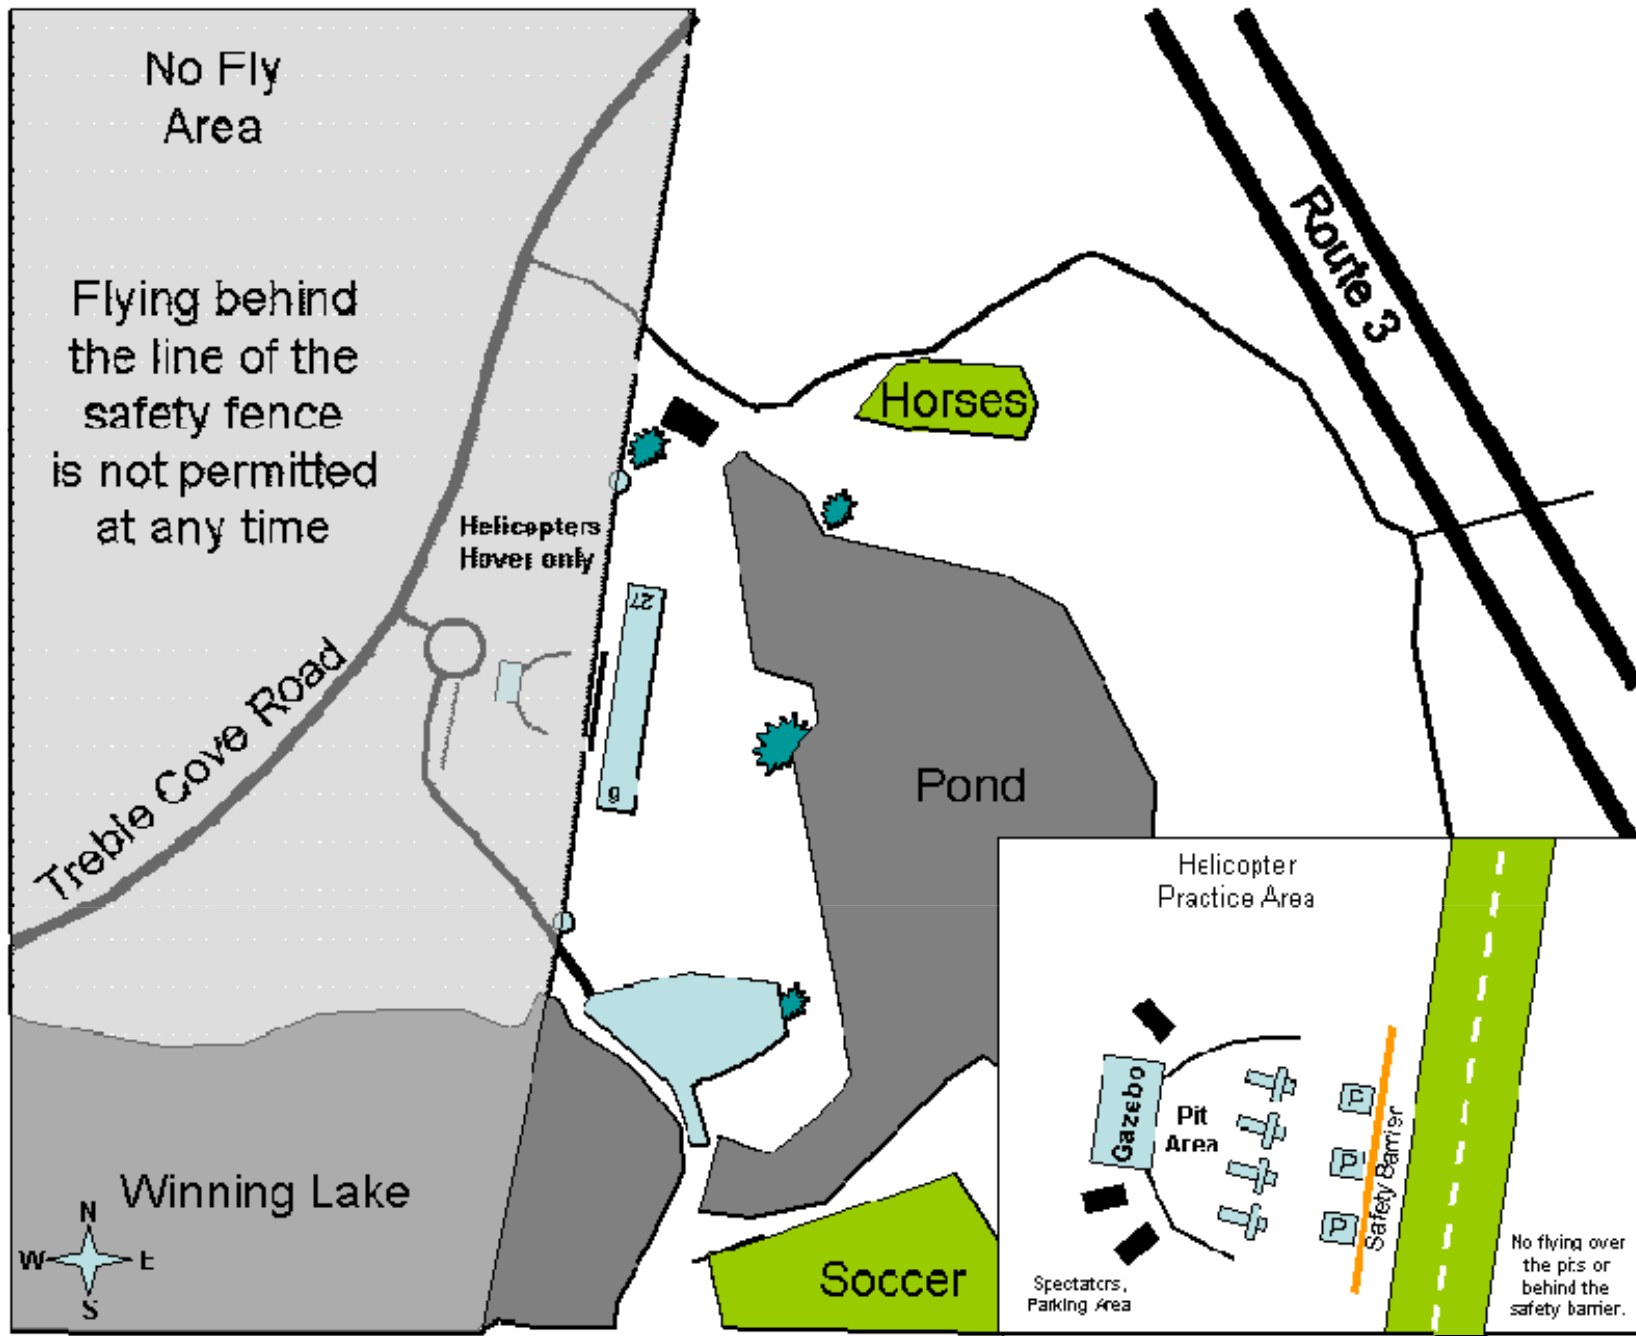 No Fly
Area
Flying behind
the line of the
safety fence
is not permitted
at any time
Route 3
Horses
Helicopters
Hover only
27
9
Treble Cove Road
Pond
Helicopter
Practice Area
Gazebo
Pit
Area
P
P
P
Safety Barrier
Spectators,
Parking Area
No flying over
the pits or
behind the
safety barrier.
Winning Lake
N
W
E
S
Soccer